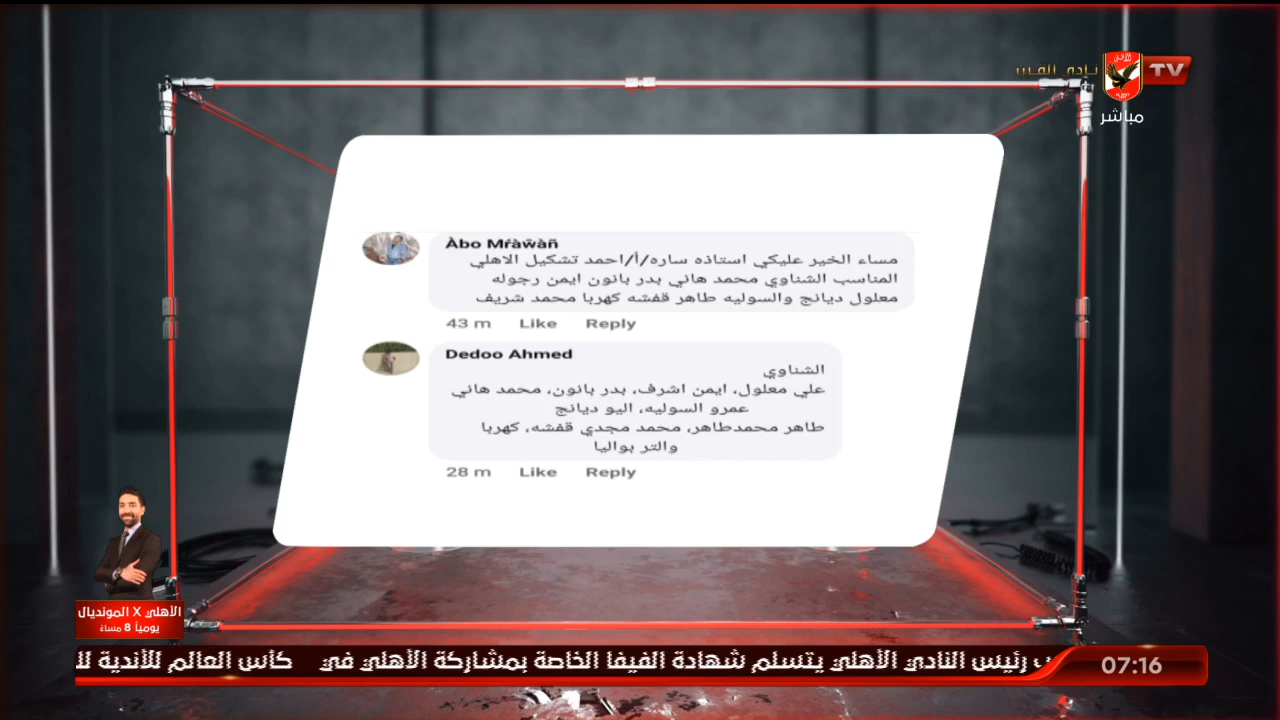 نادي القرن
TV
مباشر
Àbo Mŕàŵàñ
مساء الخير عليكي استاذه ساره/أ/احمد تشكيل الاهلي
المناسب الشناوي محمد هاني بدر بانون ايمن رجوله
معلول ديانج والسوليه طاهر قفشه كهربا محمد شريف
43 m Like Reply
Dedoo Ahmed
الشناوي
علي معلول، ايمن اشرف، بدر بانون، محمد هاني
عمرو السوليه، اليو ديانج
طاهر محمدطاهر، محمد مجدي قفشه، كهربا
والتر بواليا
28 m Like Reply
الأهلي X المونديال
يومياً 8 مساءً
رئيس النادي الأهلي يتسلم شهادة الفيفا الخاصة بمشاركة الأهلي في كأس العالم للأندية
07:16